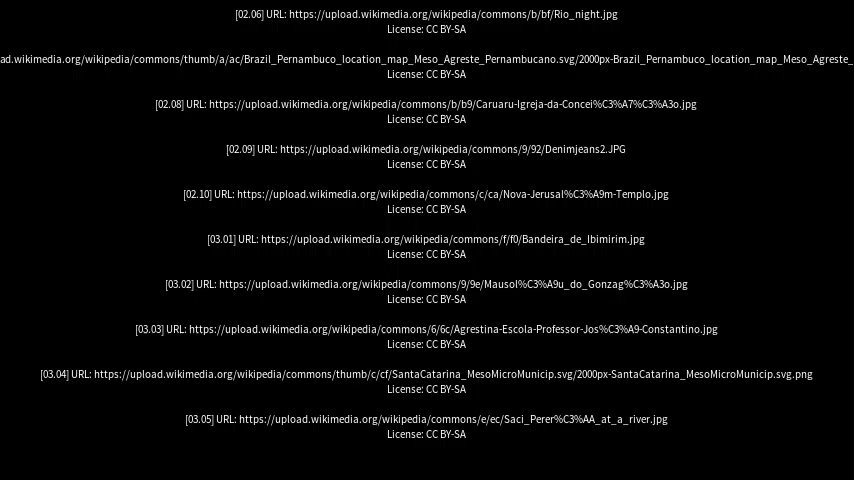 [02.06] URL: https://upload.wikimedia.org/wikipedia/commons/b/bf/Rio_night.jpg
License: CC BY-SA
ad.wikimedia.org/wikipedia/commons/thumb/a/ac/Brazil_Pernambuco_location_map_Meso_Agreste_Pernambucano.svg/2000px-Brazil_Pernambuco_location_map_Meso_Agreste_
License: CC BY-SA
[02.08] URL: https://upload.wikimedia.org/wikipedia/commons/b/b9/Caruaru-Igreja-da-Concei%C3%A7%C3%A3o.jpg
License: CC BY-SA
[02.09] URL: https://upload.wikimedia.org/wikipedia/commons/9/92/Denimjeans2.JPG
License: CC BY-SA
[02.10] URL: https://upload.wikimedia.org/wikipedia/commons/c/ca/Nova-Jerusal%C3%A9m-Templo.jpg
License: CC BY-SA
[03.01] URL: https://upload.wikimedia.org/wikipedia/commons/f/f0/Bandeira_de_Ibimirim.jpg
License: CC BY-SA
[03.02] URL: https://upload.wikimedia.org/wikipedia/commons/9/9e/Mausol%C3%A9u_do_Gonzag%C3%A3o.jpg
License: CC BY-SA
[03.03] URL: https://upload.wikimedia.org/wikipedia/commons/6/6c/Agrestina-Escola-Professor-Jos%C3%A9-Constantino.jpg
License: CC BY-SA
[03.04] URL: https://upload.wikimedia.org/wikipedia/commons/thumb/c/cf/SantaCatarina_MesoMicroMunicip.svg/2000px-SantaCatarina_MesoMicroMunicip.svg.png
License: CC BY-SA
[03.05] URL: https://upload.wikimedia.org/wikipedia/commons/e/ec/Saci_Perer%C3%AA_at_a_river.jpg
License: CC BY-SA